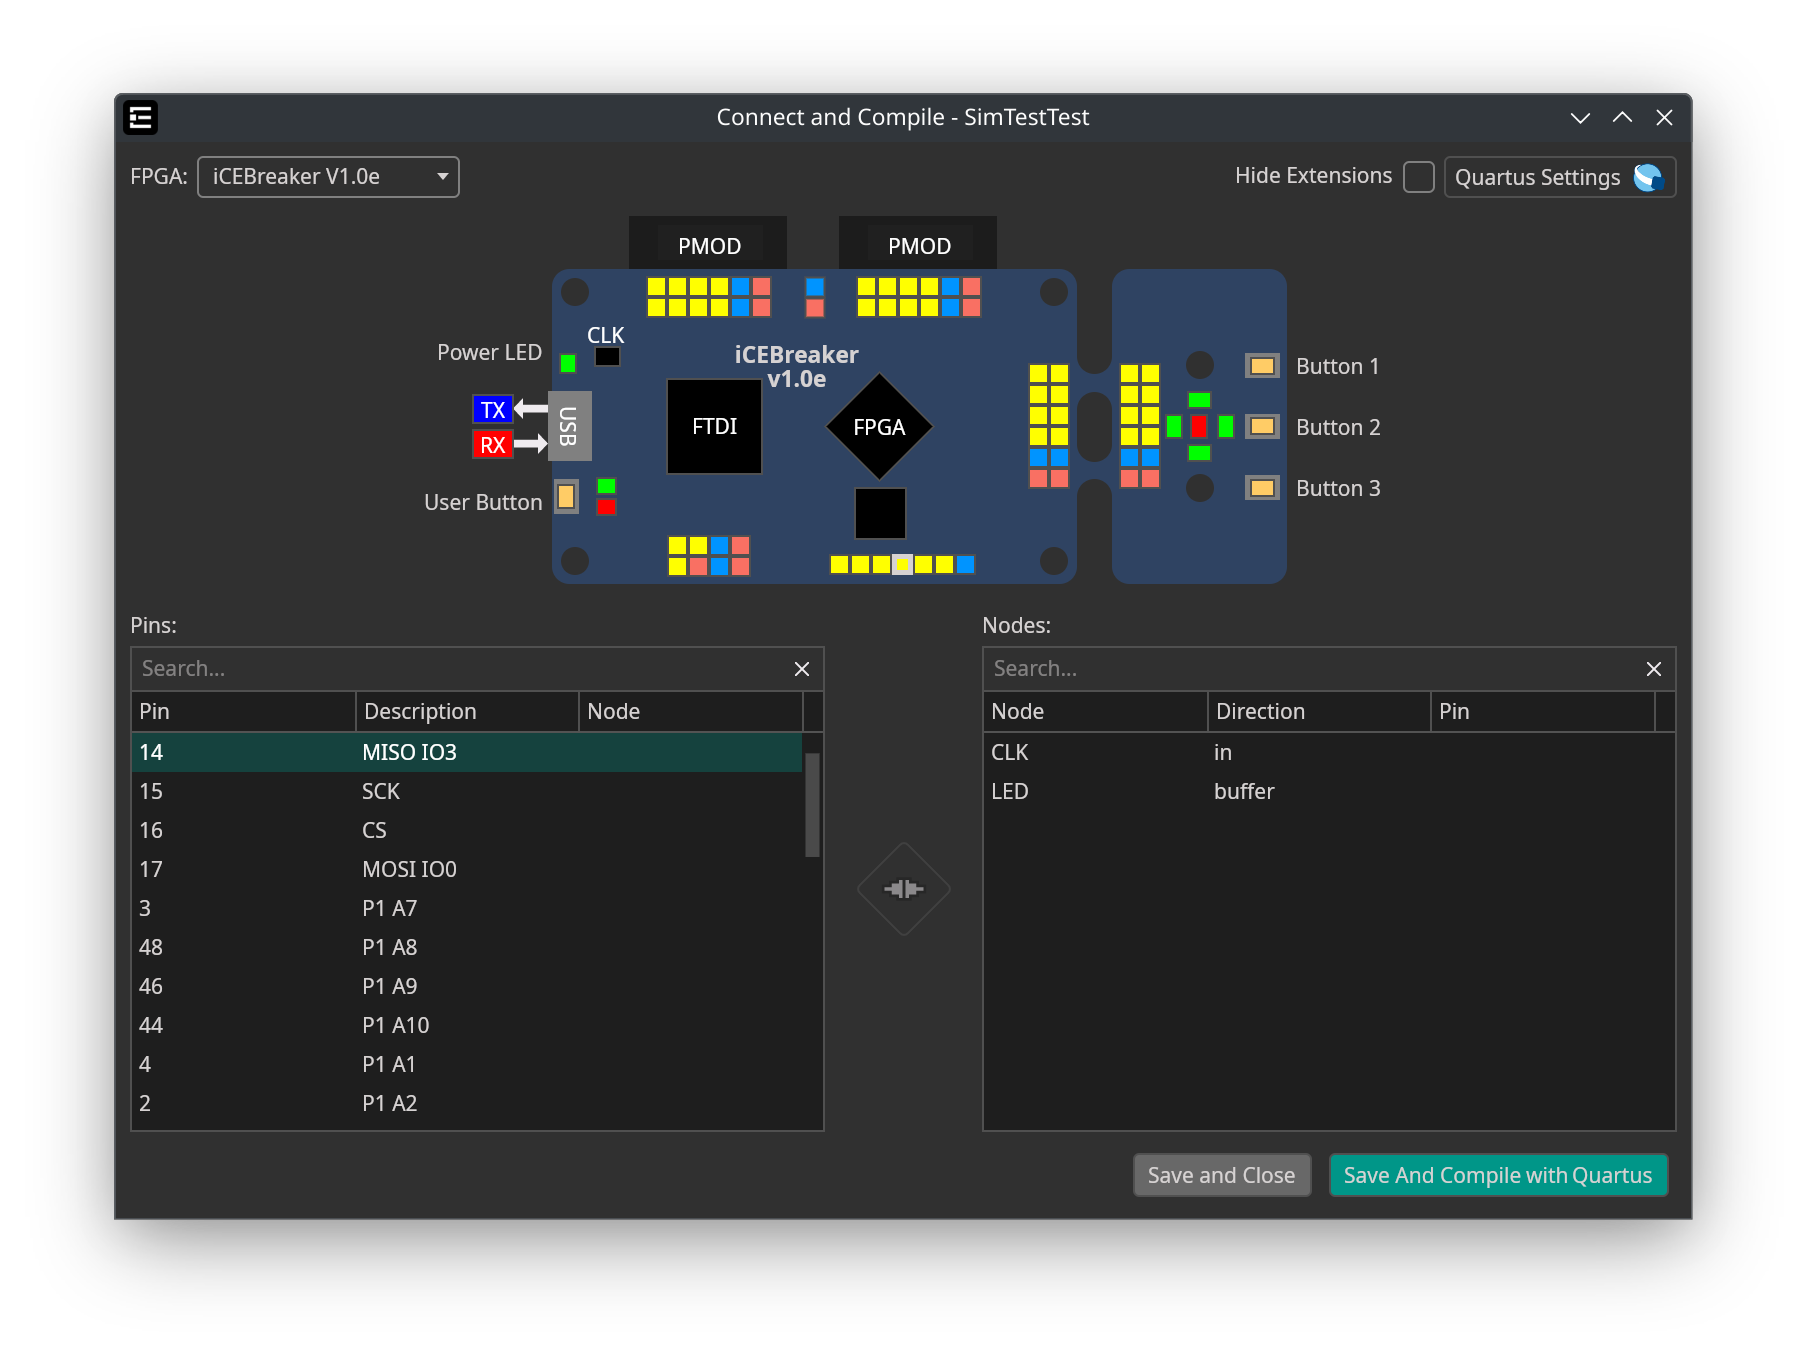 Connect and Compile - SimTestTest
FPGA: iCEBreaker V1.0e
Hide Extensions
Quartus Settings
PMOD PMOD
CLK
Power LED
iCEBreaker
v1.0e
Button 1
TX
USB
FTDI
FPGA
Button 2
RX
User Button
Button 3
Pins:
Nodes:
Search...
Search...
Pin Description Node
Node Direction Pin
14 MISO IO3
CLK in
15 SCK
LED buffer
16 CS
17 MOSI IO0
3 P1 A7
48 P1 A8
46 P1 A9
44 P1 A10
4 P1 A1
2 P1 A2
Save and Close
Save And Compile with Quartus